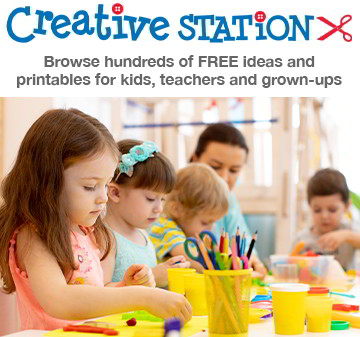 Creative STATION
Browse hundreds of FREE ideas and
printables for kids, teachers and grown-ups